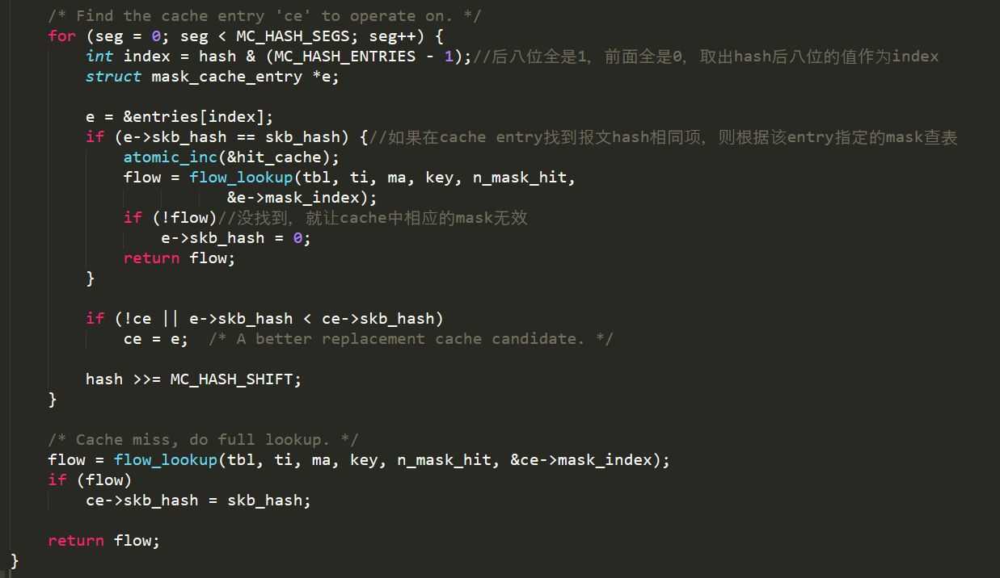 /* Find the cache entry 'ce' to operate on. */
for (seg = 0; seg < MC_HASH_SEGS; seg++) {
int index = hash & (MC_HASH_ENTRIES - 1);//后八位全是1，前面全是0，取出hash后八位的值作为index
struct mask_cache_entry *e;
e = &entries[index];
if (e->skb_hash == skb_hash) {//如果在cache entry找到报文hash相同项，则根据该entry指定的mask查表
atomic_inc(&hit_cache);
flow = flow_lookup(tbl, ti, ma, key, n_mask_hit,
&e->mask_index);
if (!flow)//没找到，就让cache中相应的mask无效
e->skb_hash = 0;
return flow;
}
if (!ce || e->skb_hash < ce->skb_hash)
ce = e;  /* A better replacement cache candidate. */
hash >>= MC_HASH_SHIFT;
}
/* Cache miss, do full lookup. */
flow = flow_lookup(tbl, ti, ma, key, n_mask_hit, &ce->mask_index);
if (flow)
ce->skb_hash = skb_hash;
return flow;
}